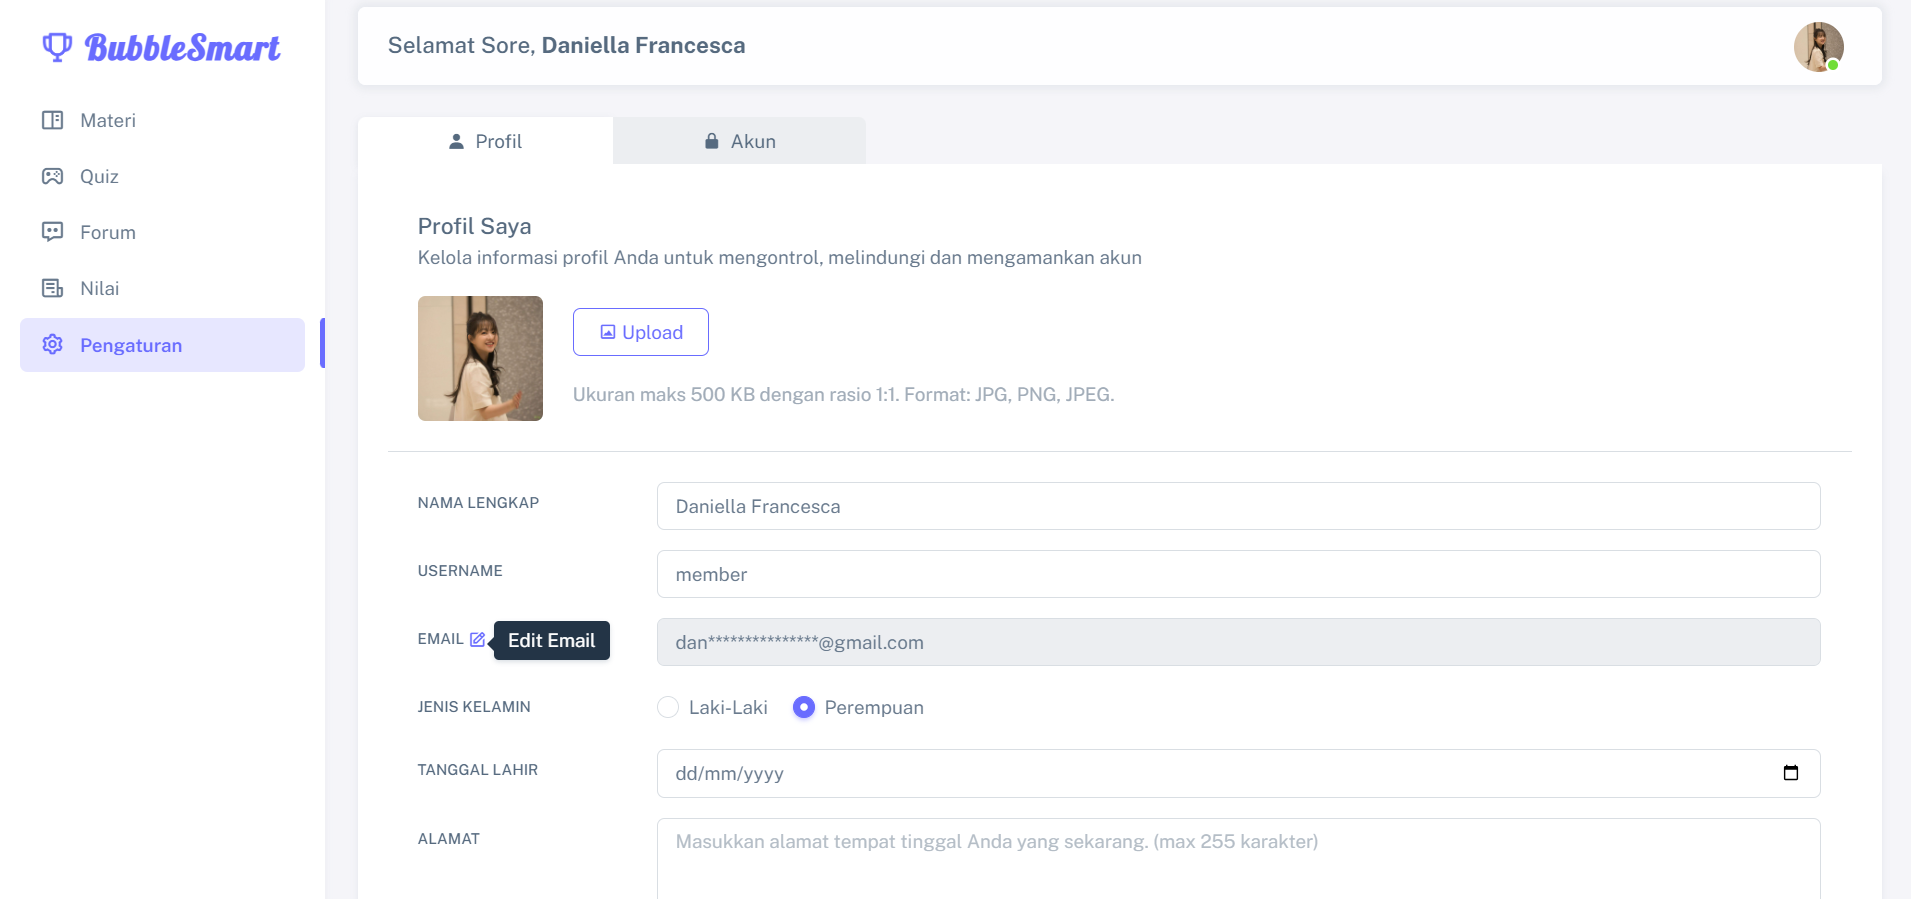 BubbleSmart
Materi
Quiz
Forum
Nilai
Pengaturan
Selamat Sore, Daniella Francesca
Profil
Akun
Profil Saya
Kelola informasi profil Anda untuk mengontrol, melindungi dan mengamankan akun
Upload
Ukuran maks 500 KB dengan rasio 1:1. Format: JPG, PNG, JPEG.
NAMA LENGKAP
Daniella Francesca
USERNAME
member
EMAIL
Edit Email
dan***************@gmail.com
JENIS KELAMIN
Laki-Laki
Perempuan
TANGGAL LAHIR
dd/mm/yyyy
ALAMAT
Masukkan alamat tempat tinggal Anda yang sekarang. (max 255 karakter)